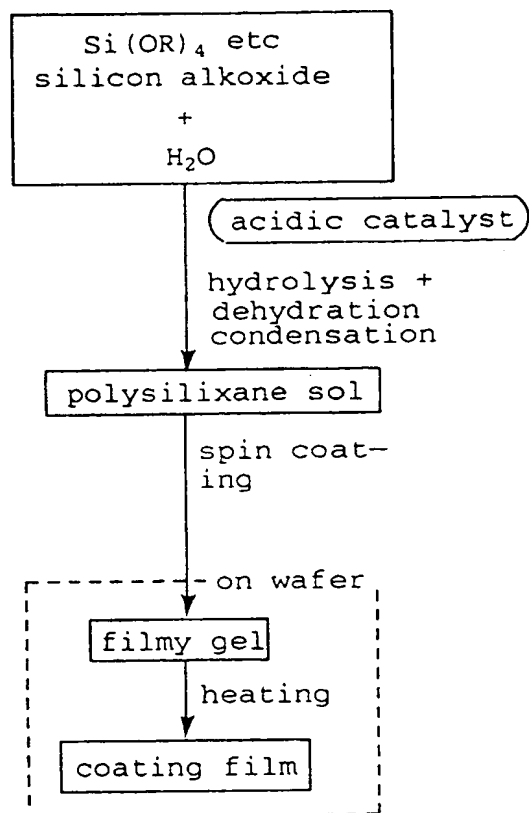 Si(OR)₄ etc
silicon alkoxide
+
H₂O
acidic catalyst
hydrolysis +
dehydration
condensation
polysilixane sol
spin coat-
ing
on wafer
filmy gel
heating
coating film